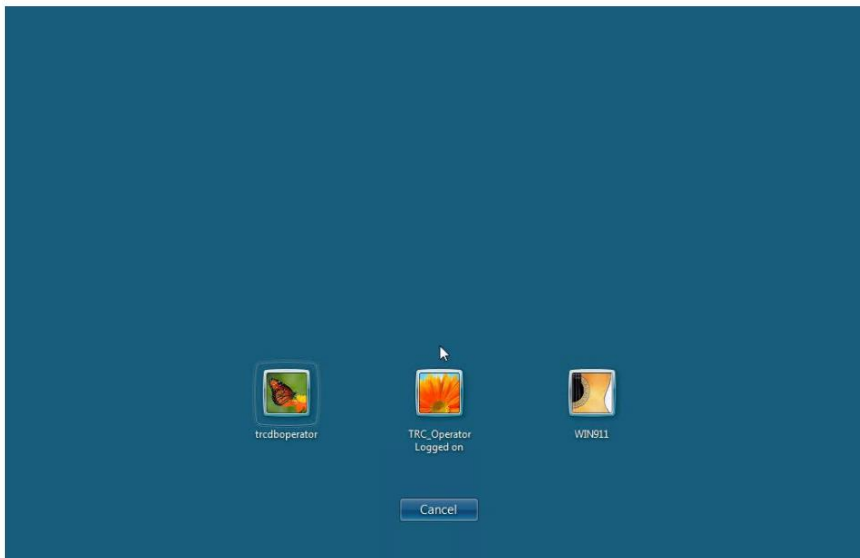 trcdboperator
TRC_Operator
Logged on
WIN911
Cancel